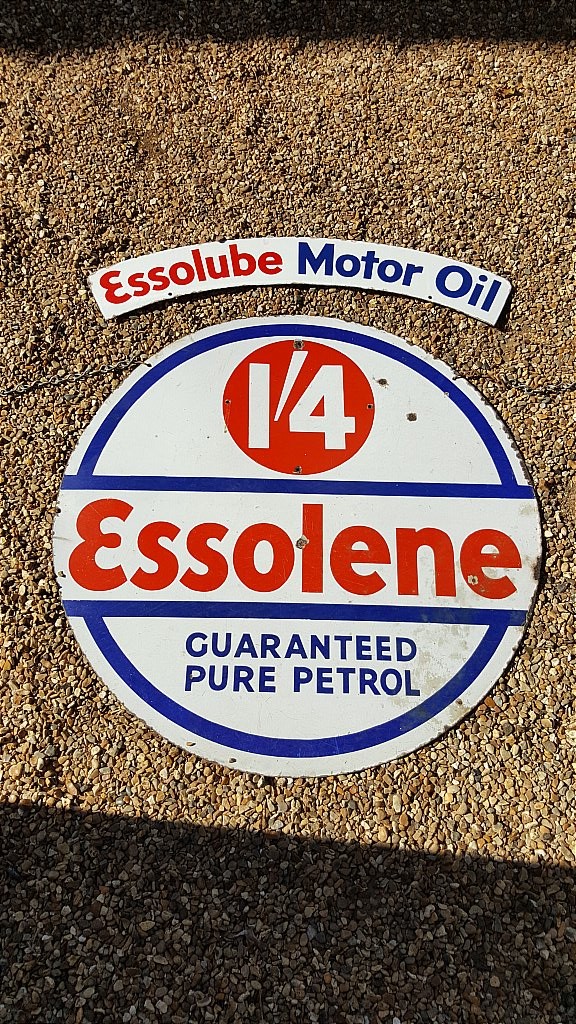 Essolube Motor Oil
1/4
Essolene
GUARANTEED
PURE PETROL